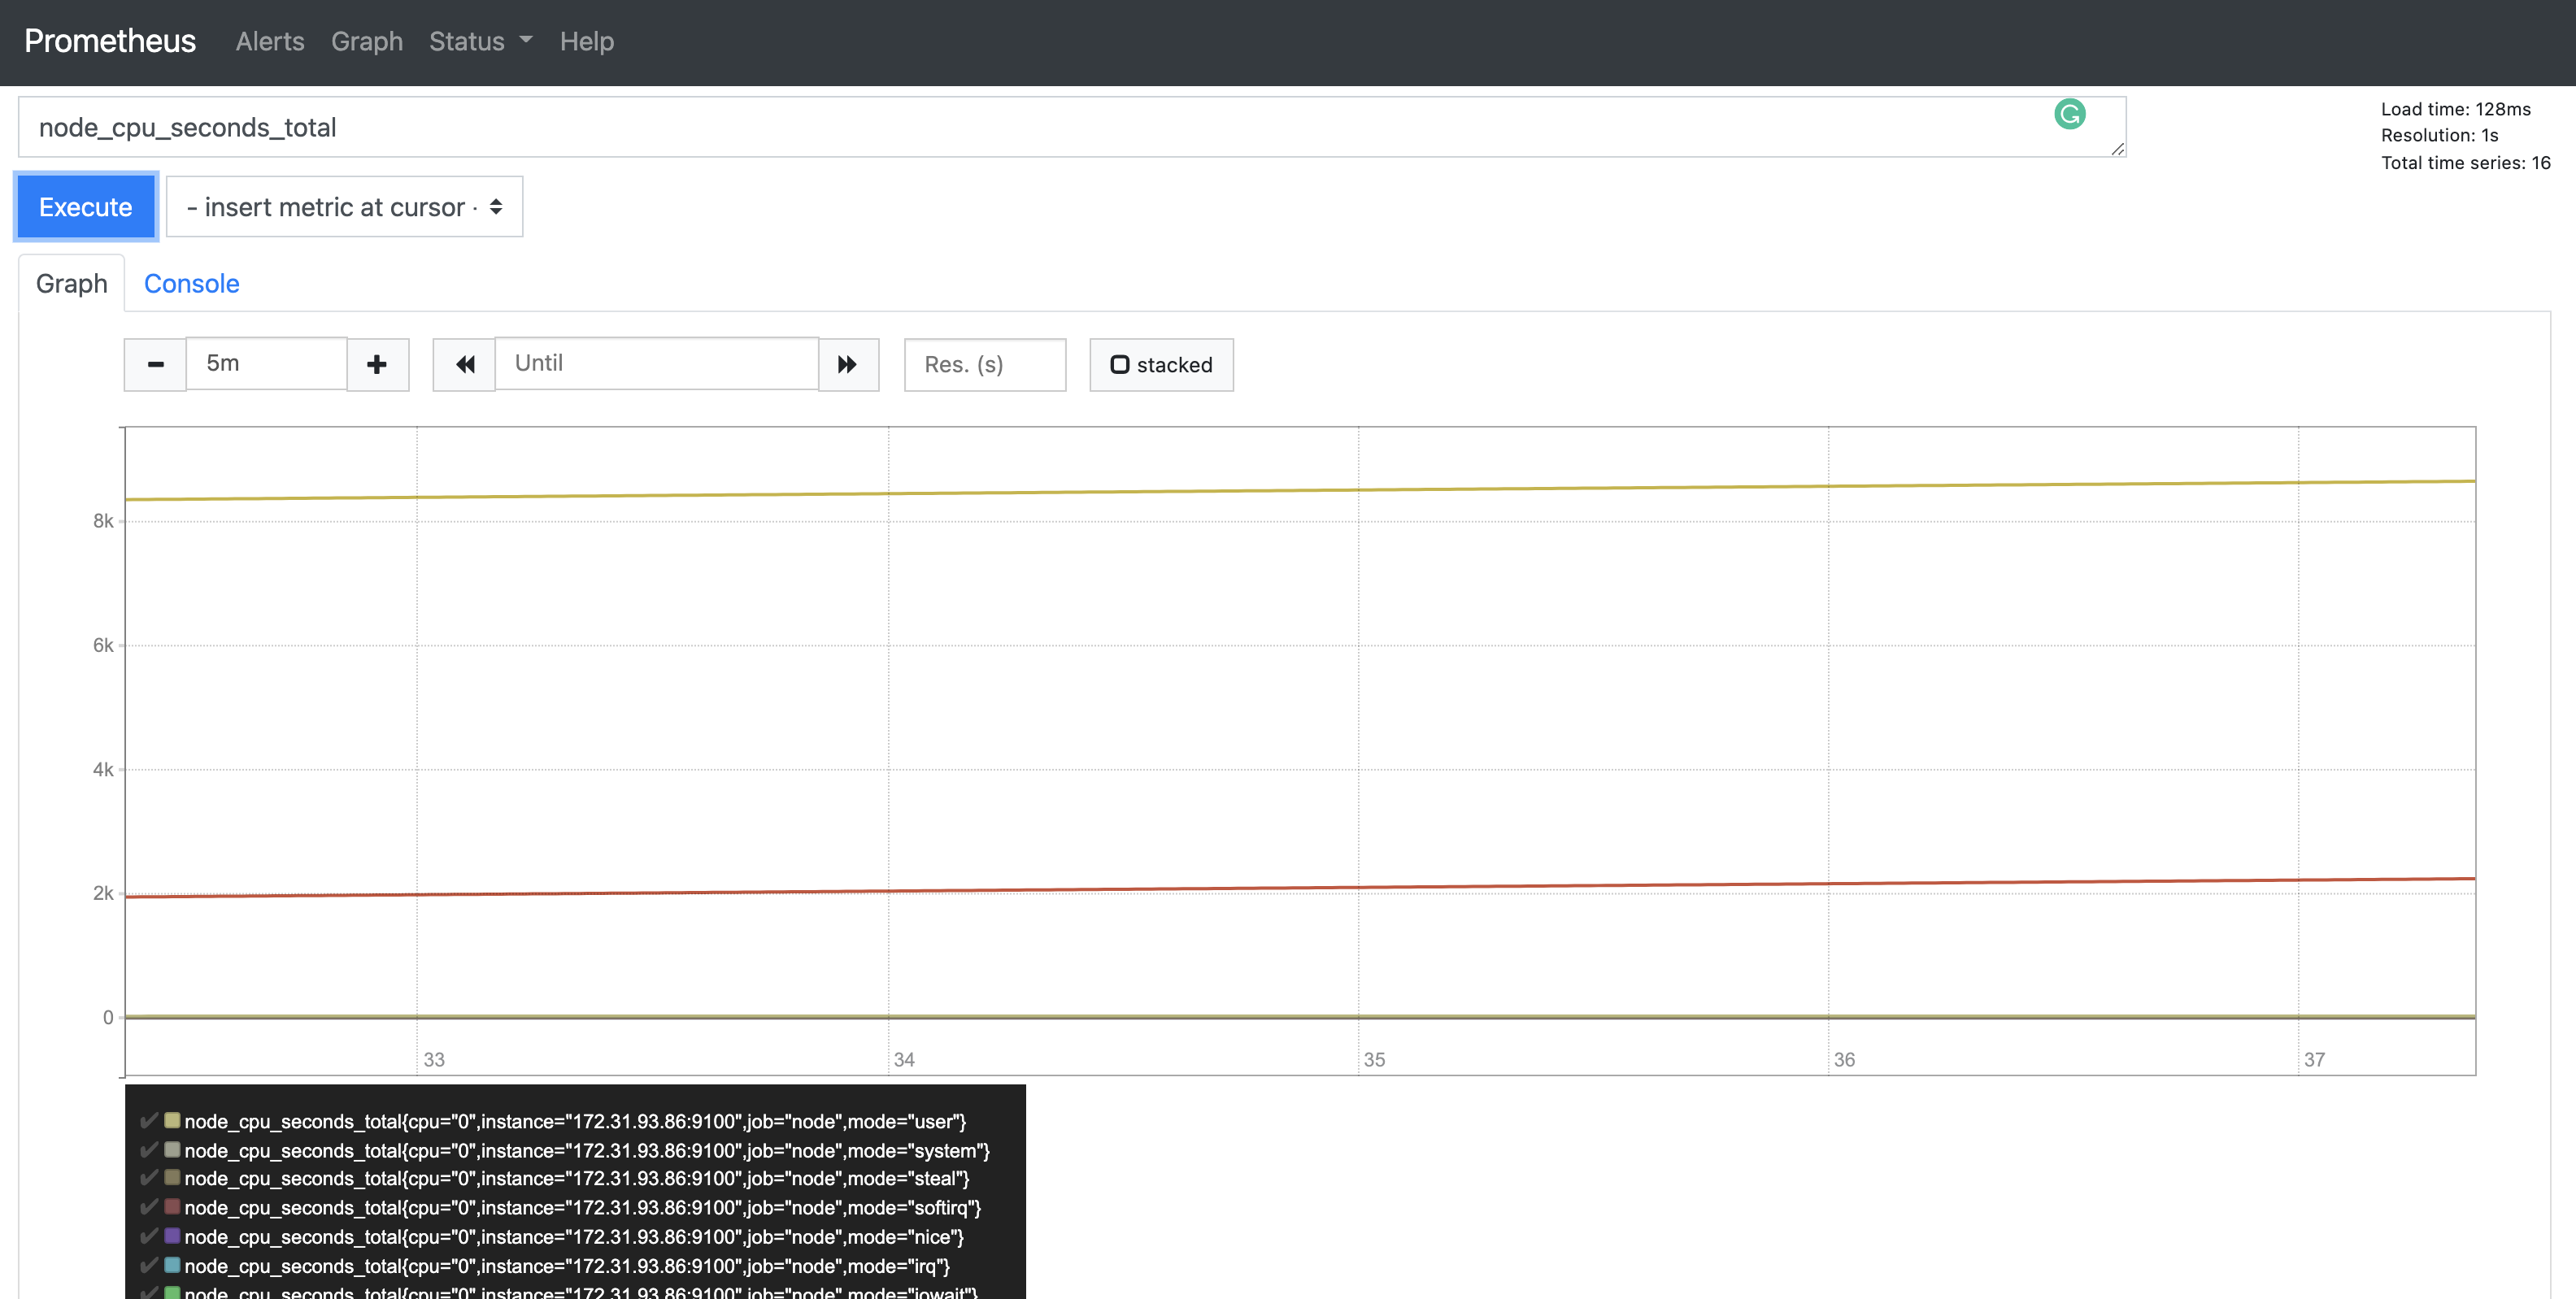 Prometheus Alerts Graph Status Help
node_cpu_seconds_total
Load time: 128ms
Resolution: 1s
Total time series: 16
Execute - insert metric at cursor -
Graph Console
5m Until Res. (s) stacked
8k
6k
4k
2k
0
33 34 35 36 37
node_cpu_seconds_total{cpu="0",instance="172.31.93.86:9100",job="node",mode="user"}
node_cpu_seconds_total{cpu="0",instance="172.31.93.86:9100",job="node",mode="system"}
node_cpu_seconds_total{cpu="0",instance="172.31.93.86:9100",job="node",mode="steal"}
node_cpu_seconds_total{cpu="0",instance="172.31.93.86:9100",job="node",mode="softirq"}
node_cpu_seconds_total{cpu="0",instance="172.31.93.86:9100",job="node",mode="nice"}
node_cpu_seconds_total{cpu="0",instance="172.31.93.86:9100",job="node",mode="irq"}
node_cpu_seconds_total{cpu="0",instance="172.31.93.86:9100",job="node",mode="iowait"}